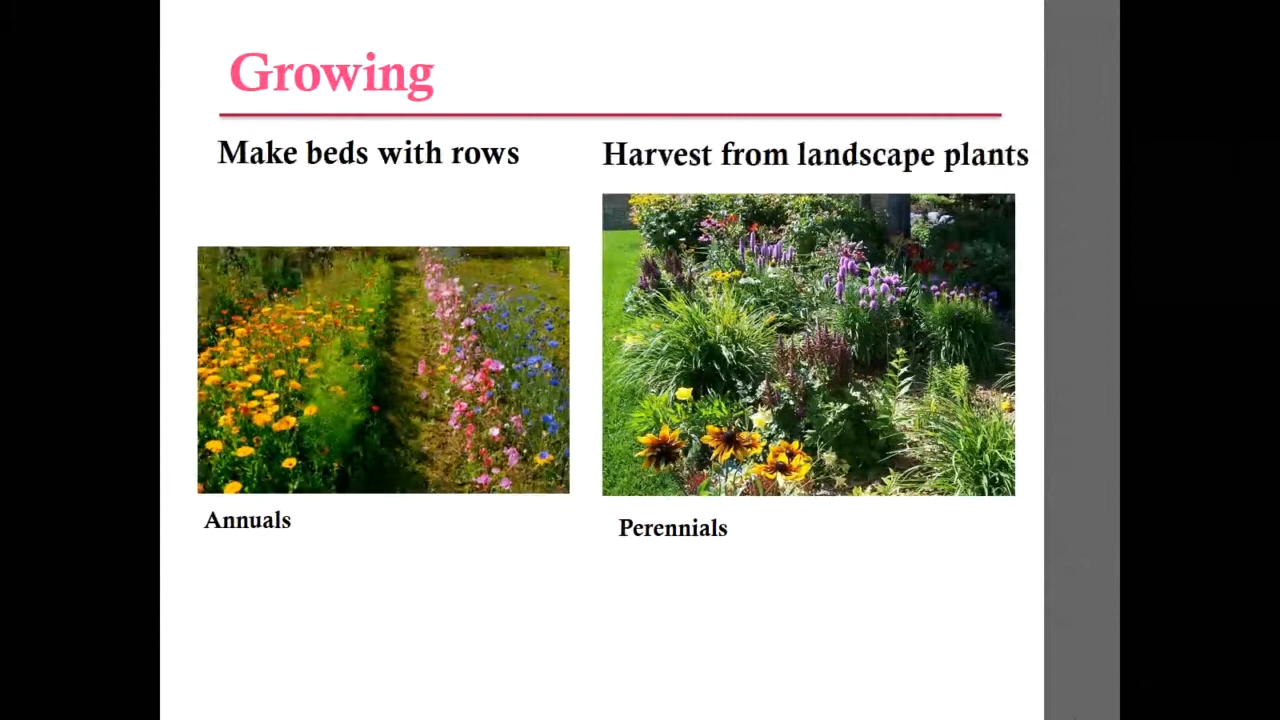 Growing
Make beds with rows
Harvest from landscape plants
Annuals
Perennials